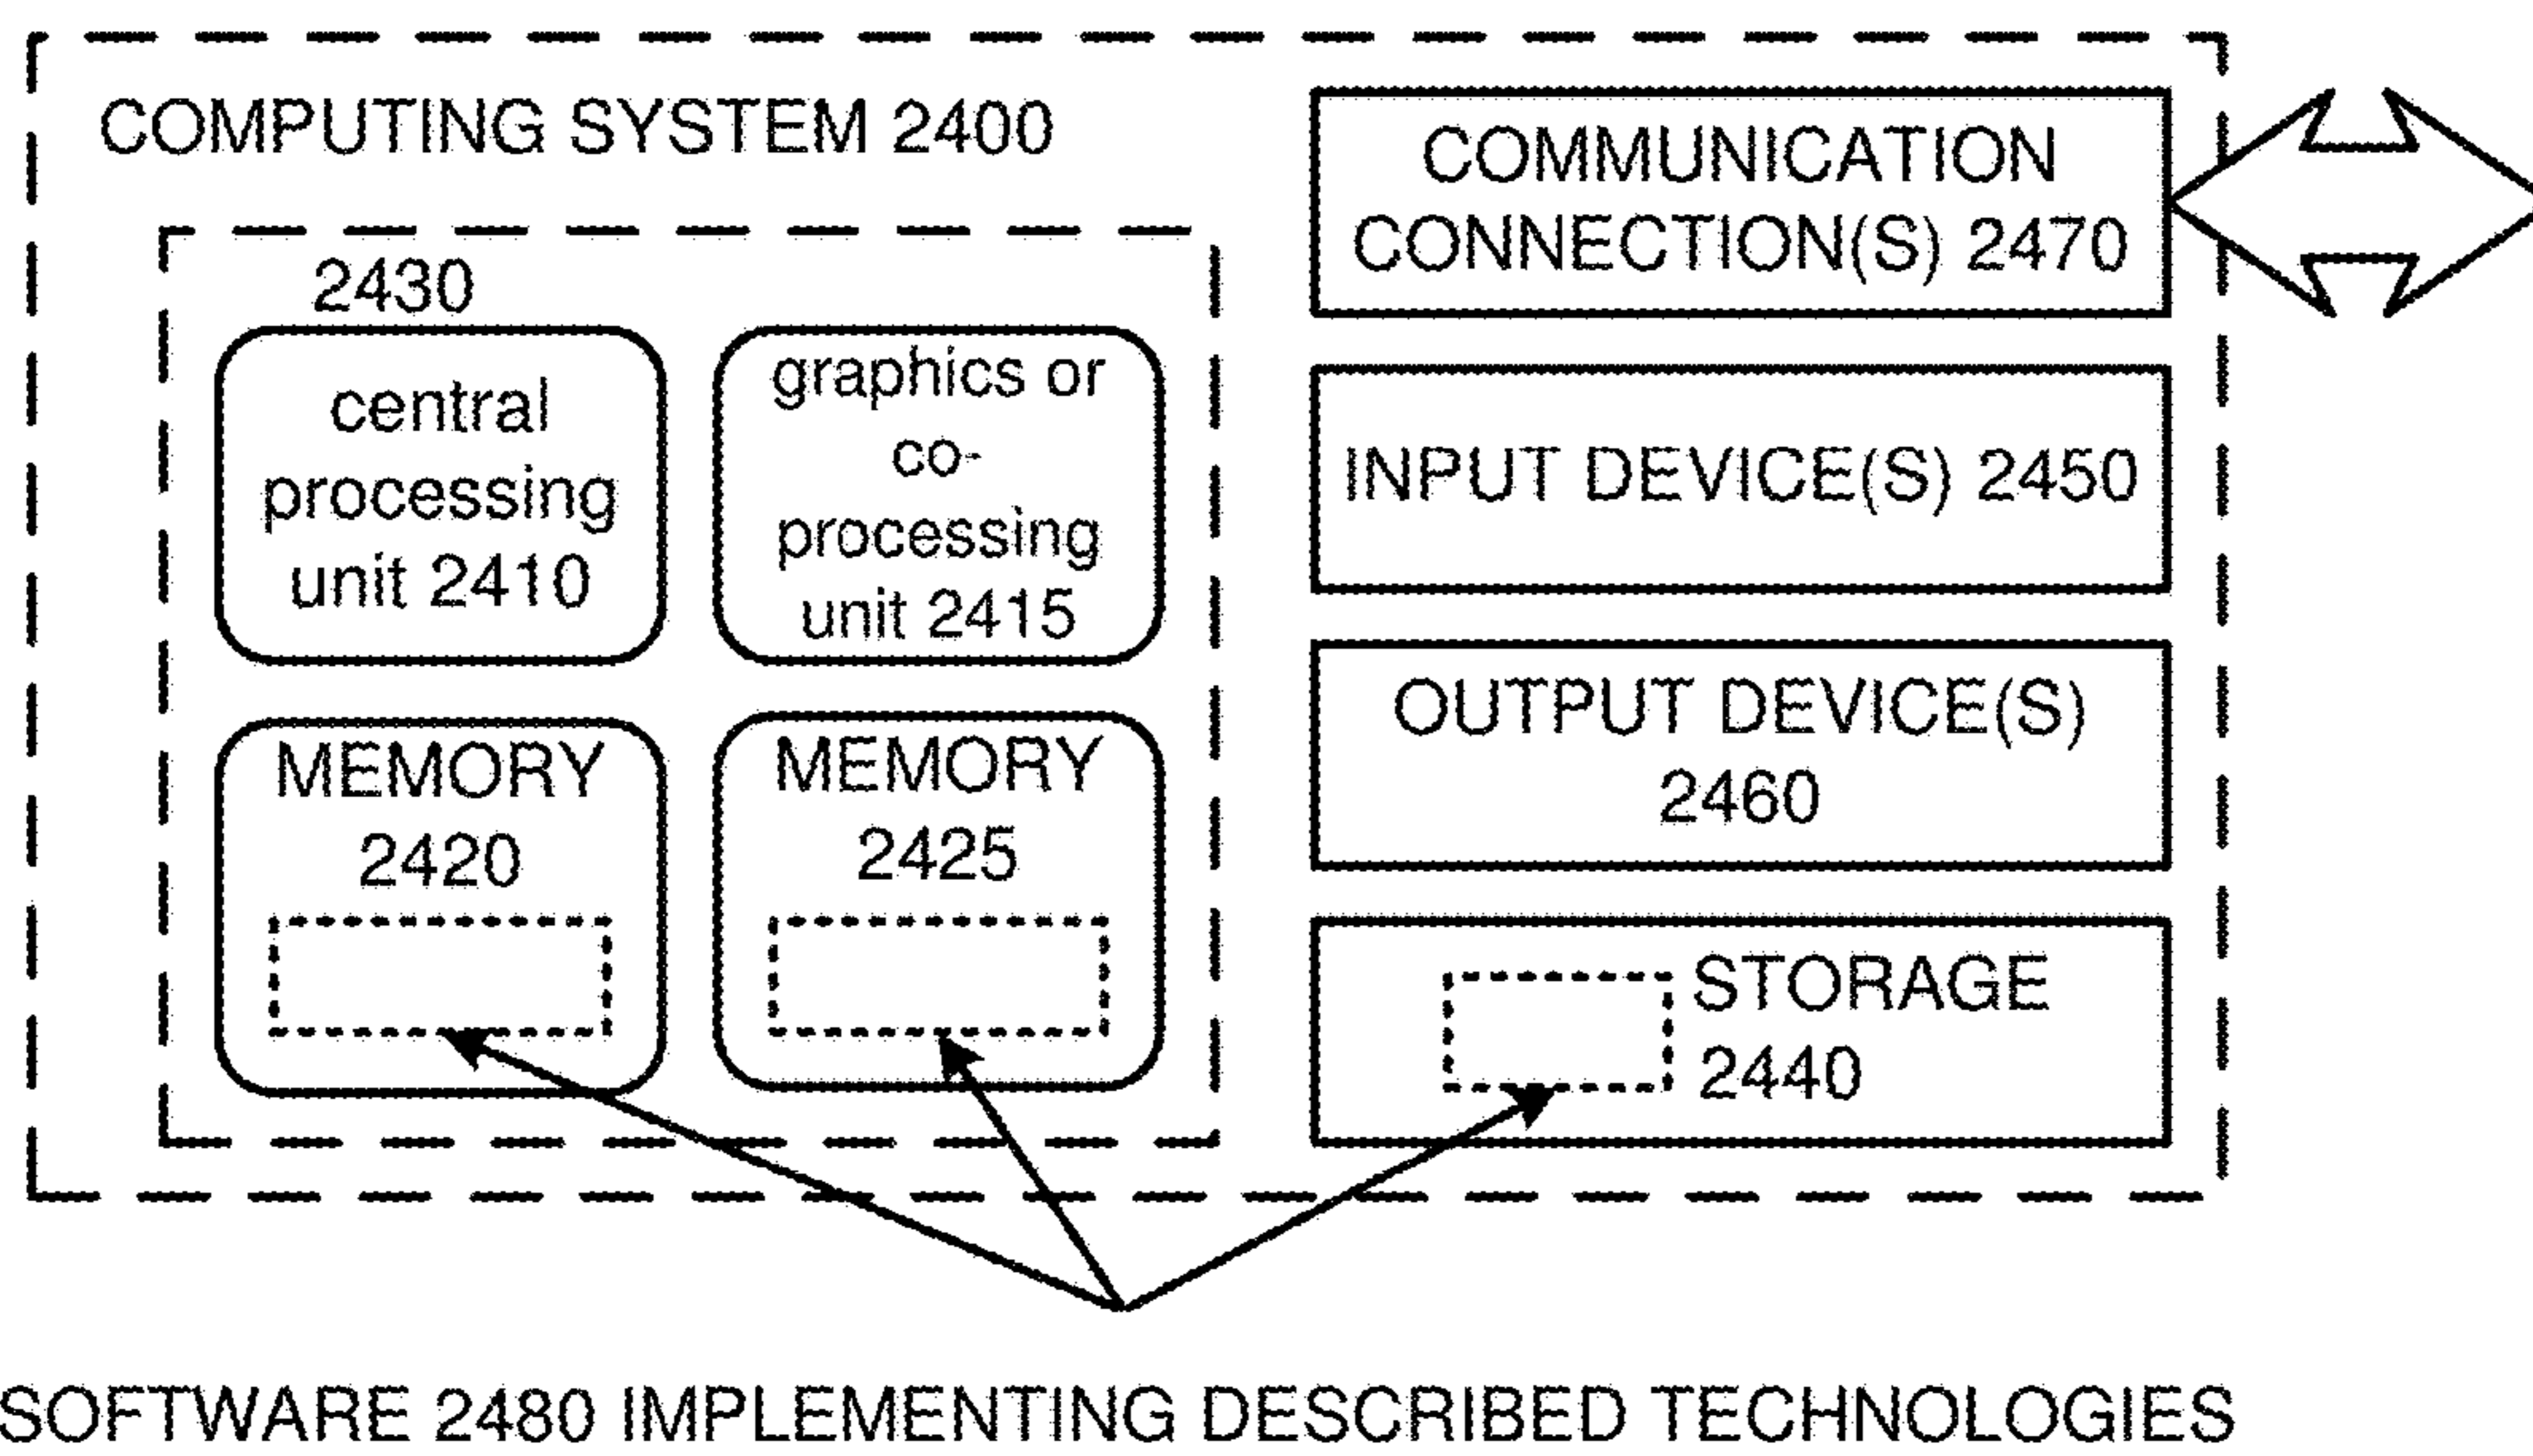 COMPUTING SYSTEM 2400
2430
central
processing
unit 2410
graphics or
co-
processing
unit 2415
MEMORY
2420
MEMORY
2425
COMMUNICATION
CONNECTION(S) 2470
INPUT DEVICE(S) 2450
OUTPUT DEVICE(S)
2460
STORAGE
2440
SOFTWARE 2480 IMPLEMENTING DESCRIBED TECHNOLOGIES